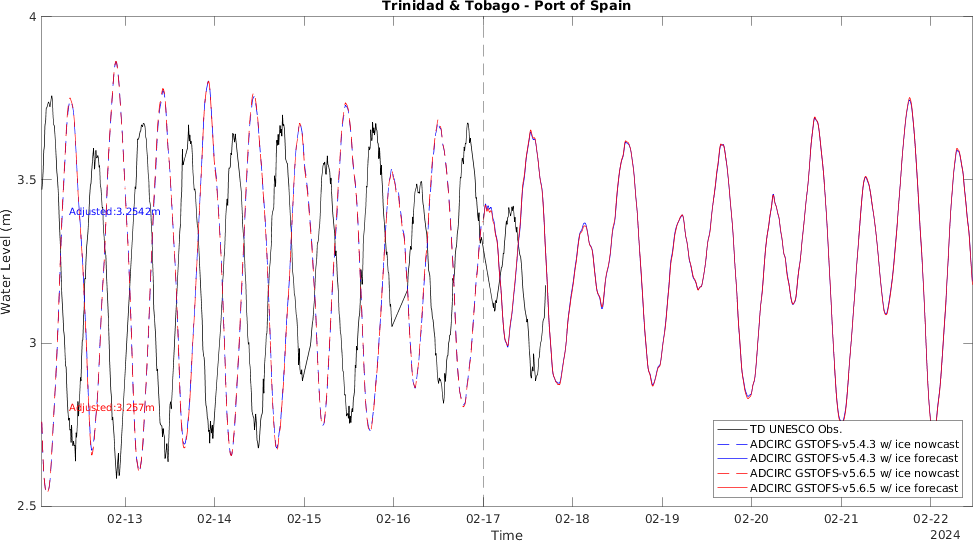 Trinidad & Tobago - Port of Spain
4
3.5
3
2.5
Water Level (m)
Adjusted:3.2542m
Adjusted:3.257m
TD UNESCO Obs.
ADCIRC GSTOFS-v5.4.3 w/ ice nowcast
ADCIRC GSTOFS-v5.4.3 w/ ice forecast
ADCIRC GSTOFS-v5.6.5 w/ ice nowcast
ADCIRC GSTOFS-v5.6.5 w/ ice forecast
02-13 02-14 02-15 02-16 02-17 02-18 02-19 02-20 02-21 02-22
Time
2024